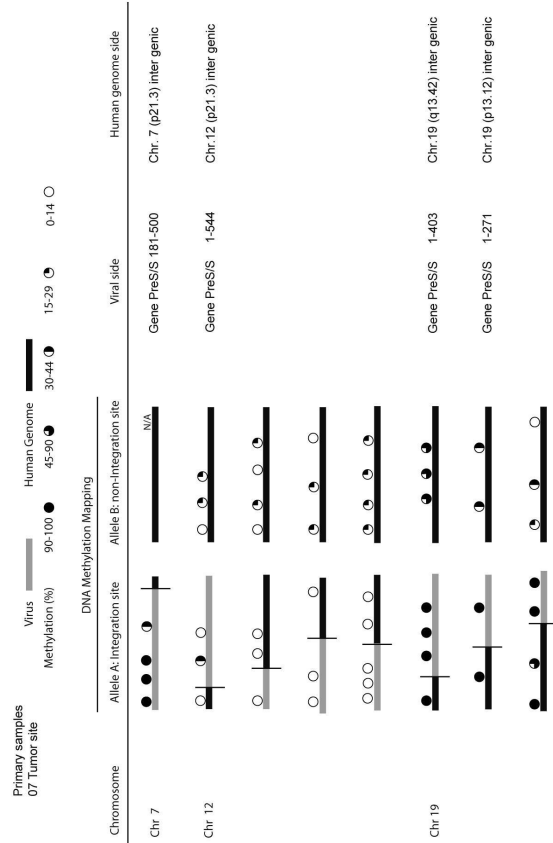 Primary samples
07 Tumor site
Virus Human Genome
Methylation (%) 90-100 45-90 30-44 15-29 0-14
DNA Methylation Mapping
Chromosome Allele A: Integration site Allele B: non-Integration site Viral side Human genome side
Chr 7 N/A Gene PreS/S 181-500 Chr. 7 (p21.3) inter genic
Chr 12 Gene PreS/S 1-544 Chr.12 (p21.3) inter genic
Chr 19 Gene PreS/S 1-403 Chr.19 (q13.42) inter genic
Gene PreS/S 1-271 Chr.19 (p13.12) inter genic